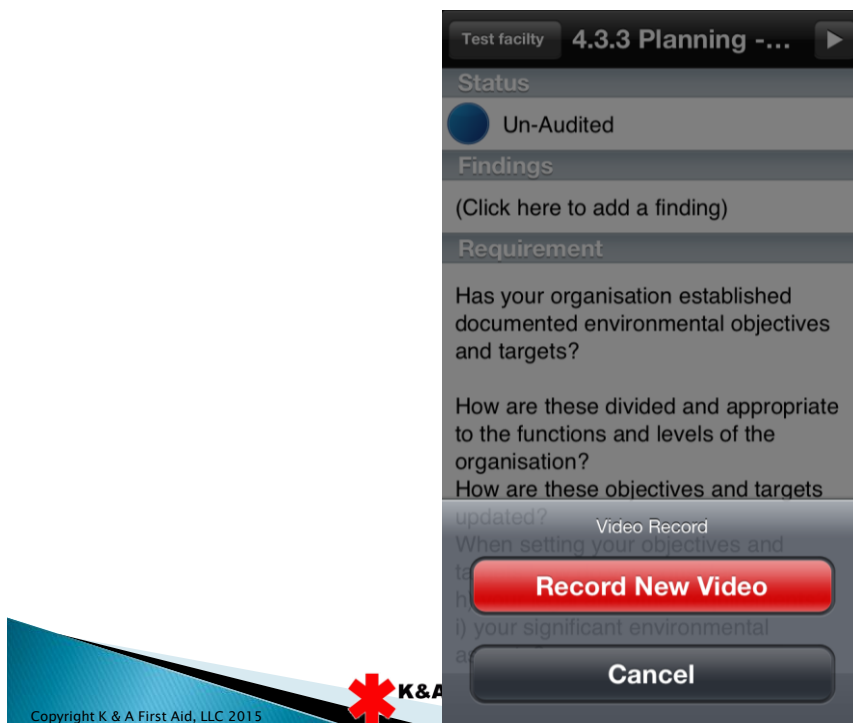 Test facilty 4.3.3 Planning -...
Status
Un-Audited
Findings
(Click here to add a finding)
Requirement
Has your organisation established
documented environmental objectives
and targets?
How are these divided and appropriate
to the functions and levels of the
organisation?
How are these objectives and targets
updated?
Video Record
When setting your objectives and
Record New Video
i) your significant environmental
Cancel
K&A
Copyright K & A First Aid, LLC 2015